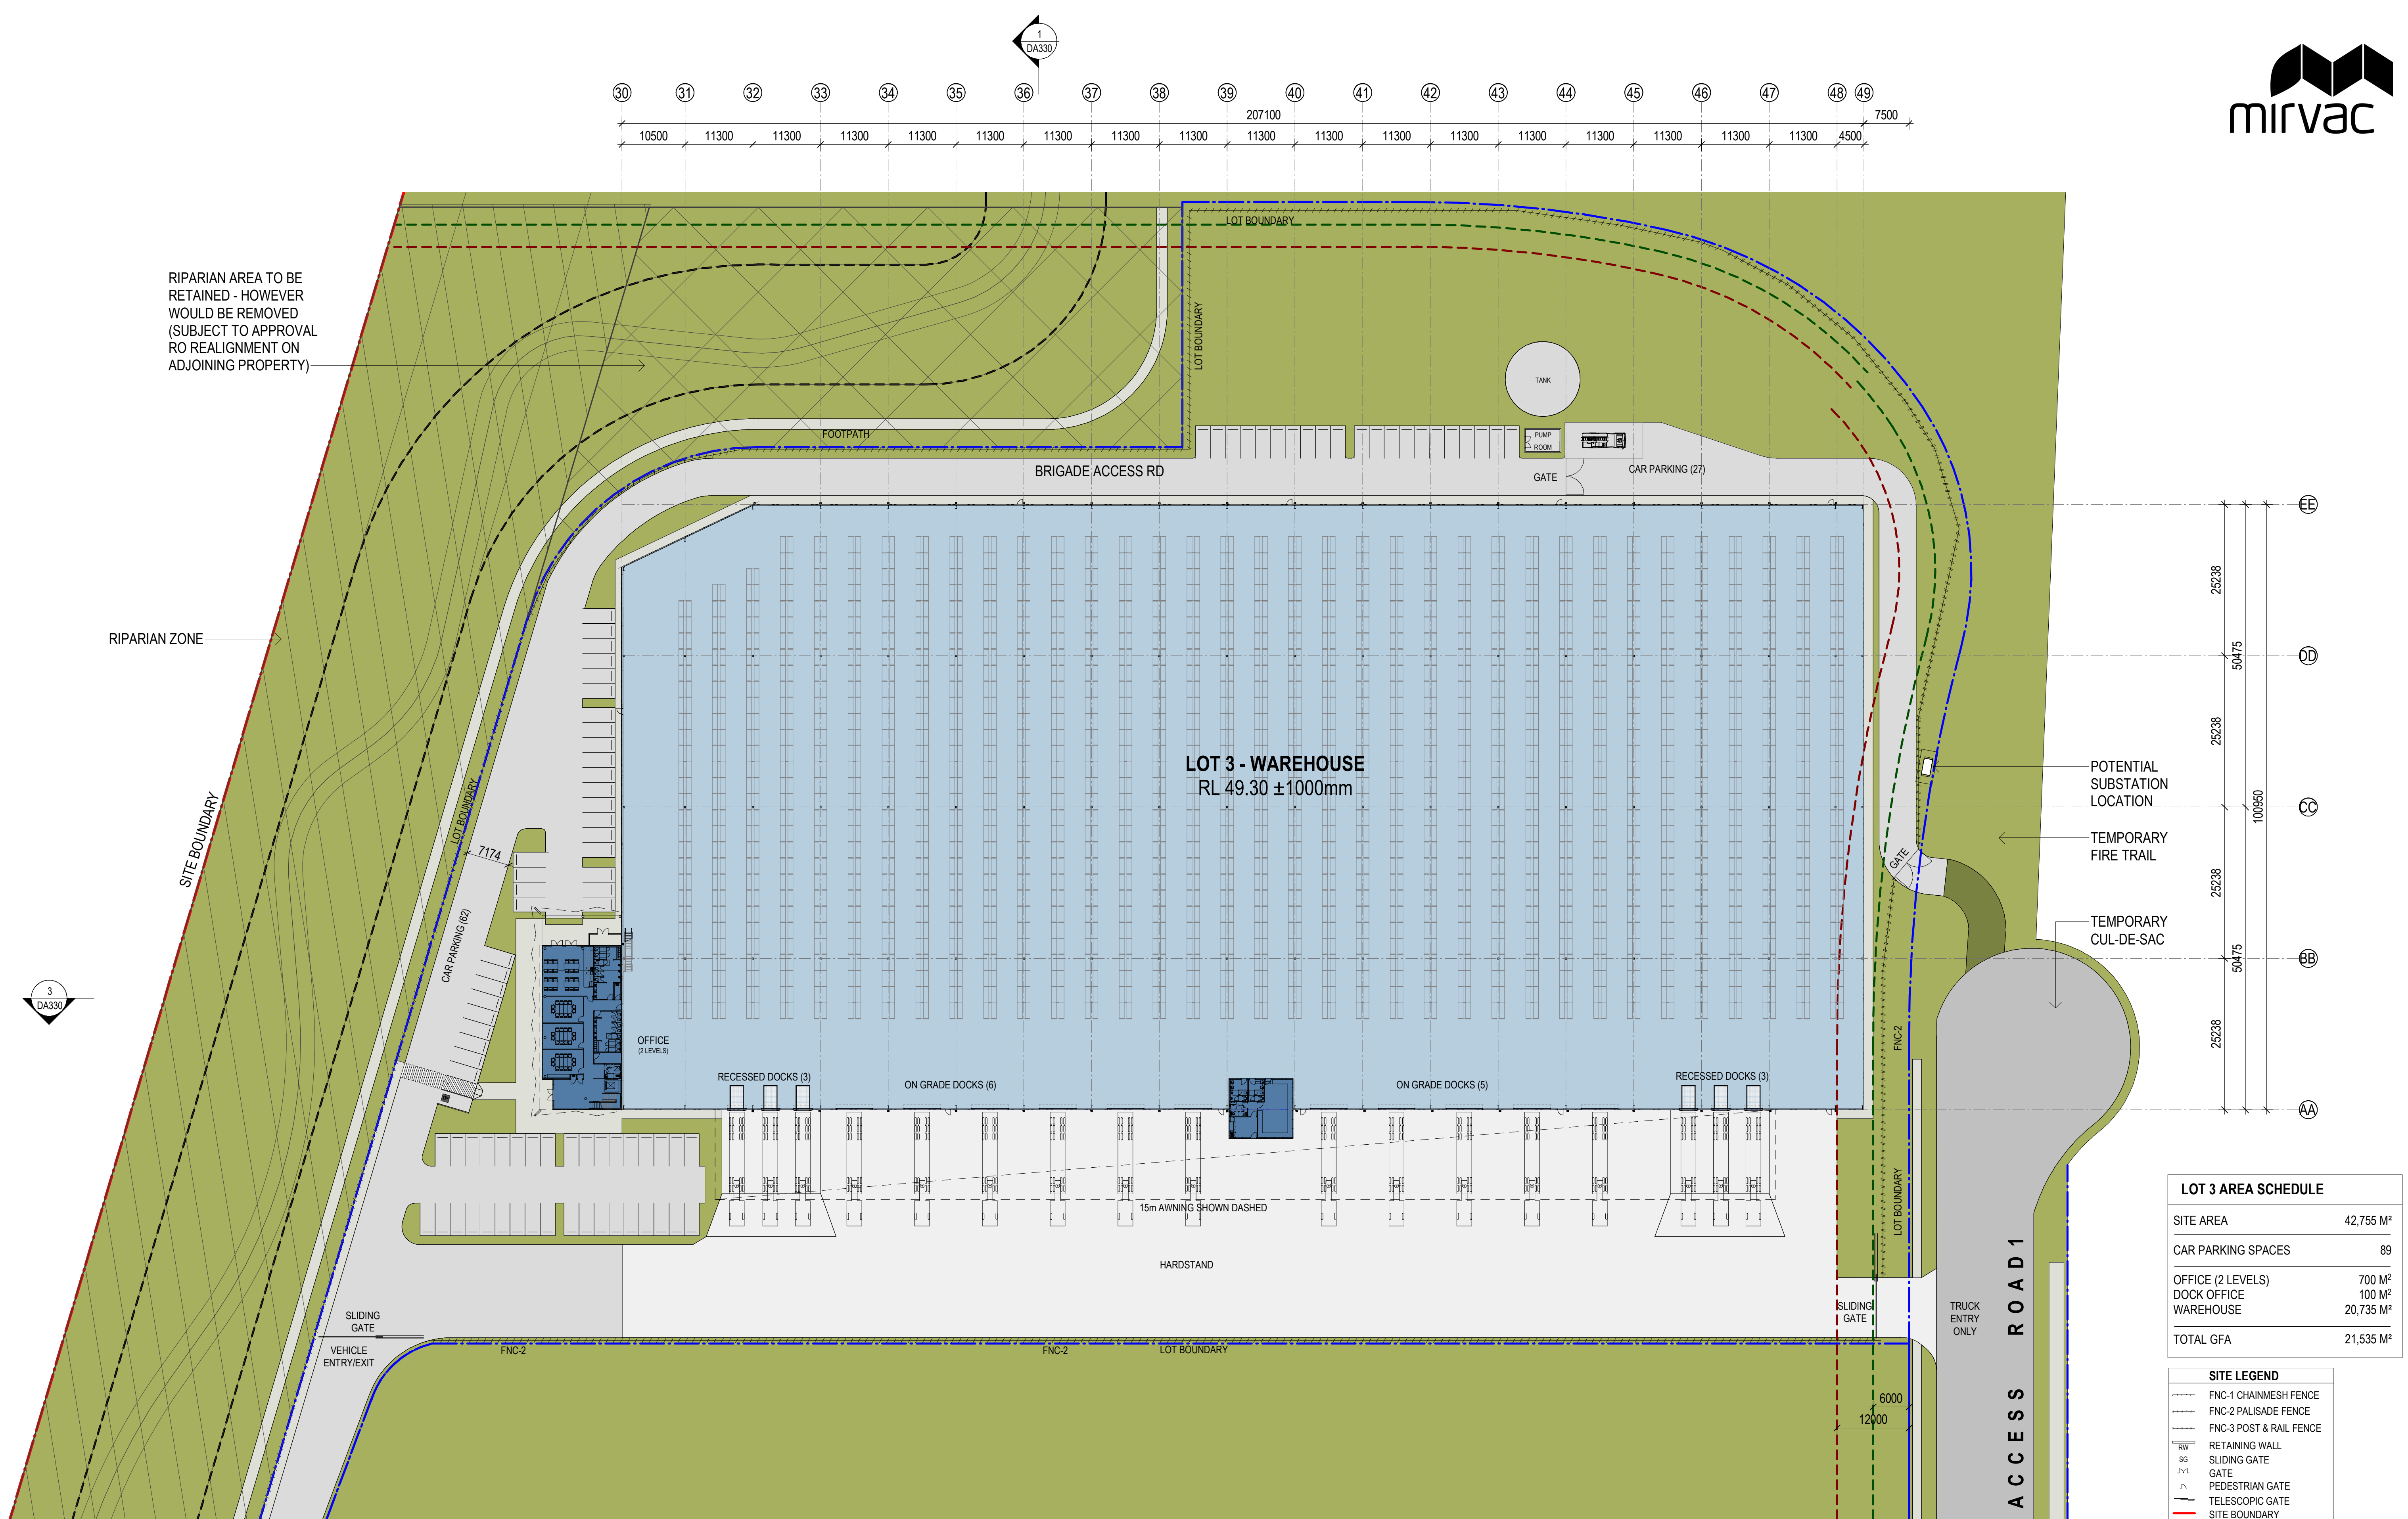 1
DA330
mirvac
30 31 32 33 34 35 36 37 38 39 40 41 42 43 44 45 46 47 48 49
207100
7500
10500 11300 11300 11300 11300 11300 11300 11300 11300 11300 11300 11300 11300 11300 11300 11300 11300 11300 4500
LOT BOUNDARY
RIPARIAN AREA TO BE
RETAINED - HOWEVER
WOULD BE REMOVED
(SUBJECT TO APPROVAL
RO REALIGNMENT ON
ADJOINING PROPERTY)
LOT BOUNDARY
TANK
FOOTPATH
PUMP
ROOM
BRIGADE ACCESS RD
GATE
CAR PARKING (27)
EE
25238
RIPARIAN ZONE
50475
DD
25238
LOT 3 - WAREHOUSE
RL 49.30 ±1000mm
POTENTIAL
SUBSTATION
LOCATION
100950
CC
SITE BOUNDARY
LOT BOUNDARY
7174
GATE
TEMPORARY
FIRE TRAIL
25238
CAR PARKING (62)
TEMPORARY
CUL-DE-SAC
50475
BB
3
DA330
OFFICE
(2 LEVELS)
FNC-2
25238
RECESSED DOCKS (3)
ON GRADE DOCKS (6)
ON GRADE DOCKS (5)
RECESSED DOCKS (3)
AA
15m AWNING SHOWN DASHED
LOT BOUNDARY
HARDSTAND
LOT 3 AREA SCHEDULE
SITE AREA 42,755 M²
CAR PARKING SPACES 89
OFFICE (2 LEVELS) 700 M²
DOCK OFFICE 100 M²
WAREHOUSE 20,735 M²
TOTAL GFA 21,535 M²
SLIDING
GATE
VEHICLE
ENTRY/EXIT
SLIDING
GATE
TRUCK
ENTRY
ONLY
ACCESS ROAD1
FNC-2
FNC-2
LOT BOUNDARY
6000
12000
SITE LEGEND
FNC-1 CHAINMESH FENCE
FNC-2 PALISADE FENCE
FNC-3 POST & RAIL FENCE
RW RETAINING WALL
SG SLIDING GATE
GATE
PEDESTRIAN GATE
TELESCOPIC GATE
SITE BOUNDARY